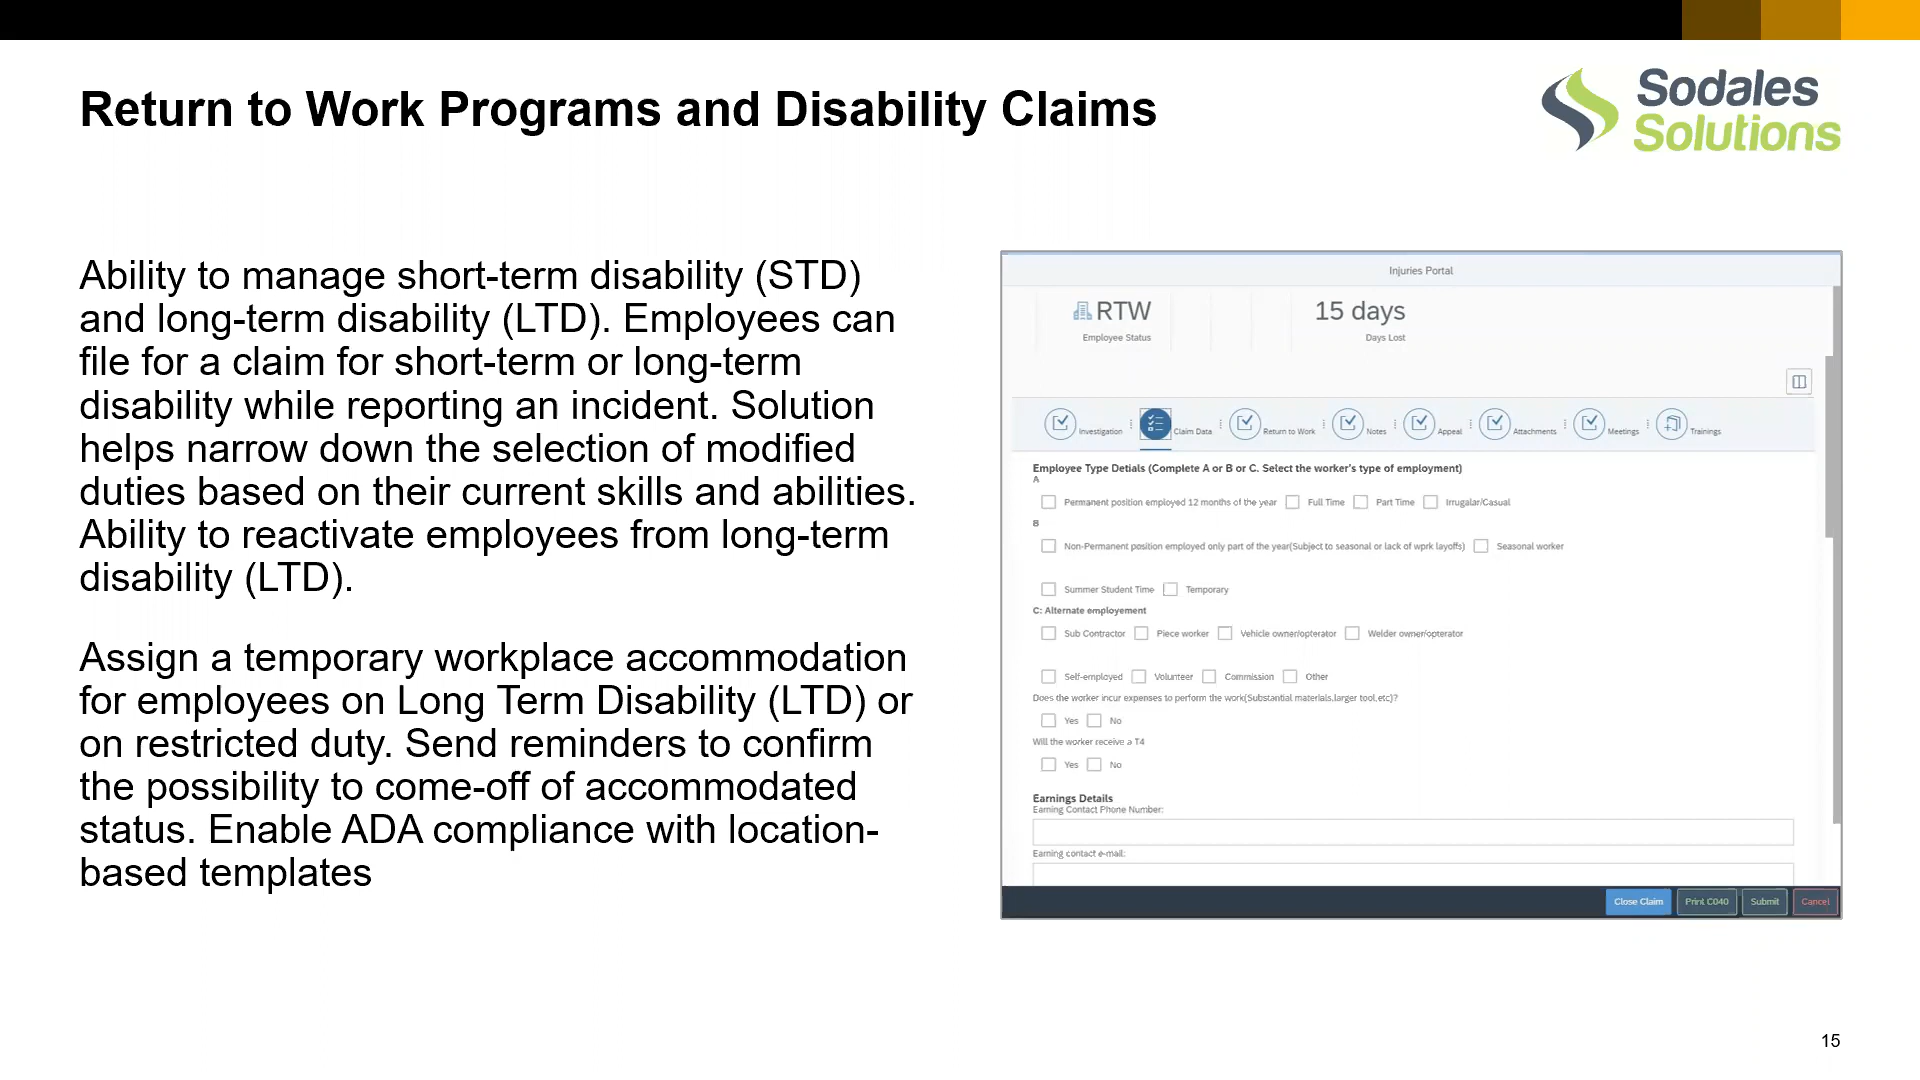 Return to Work Programs and Disability Claims
Sodales
Solutions
Ability to manage short-term disability (STD)
and long-term disability (LTD). Employees can
file for a claim for short-term or long-term
disability while reporting an incident. Solution
helps narrow down the selection of modified
duties based on their current skills and abilities.
Ability to reactivate employees from long-term
disability (LTD).
Assign a temporary workplace accommodation
for employees on Long Term Disability (LTD) or
on restricted duty. Send reminders to confirm
the possibility to come-off of accommodated
status. Enable ADA compliance with location-
based templates
Injuries Portal
RTW 15 days
Employee Status Days Lost
Investigation Claim Data Return to Work Notes Appeal Attachments Meetings Trainings
Employee Type Detials (Complete A or B or C. Select the worker's type of employment)
A
Permanent position employed 12 months of the year Full Time Part Time Irrugalar/Casual
B
Non-Permanent position employed only part of the year(Subject to seasonal or lack of wprk layoffs) Seasonal worker
Summer Student Time Temporary
C: Alternate employement
Sub Contractor Piece worker Vehicle owner/opterator Welder owner/opterator
Self-employed Volunteer Commission Other
Does the worker incur expenses to perform the work(Substantial materials,larger tool,etc)?
Yes No
Will the worker receive a T4
Yes No
Earnings Details
Earning Contact Phone Number:
Earning contact e-mail:
Close Claim Print C040 Submit Cancel
15